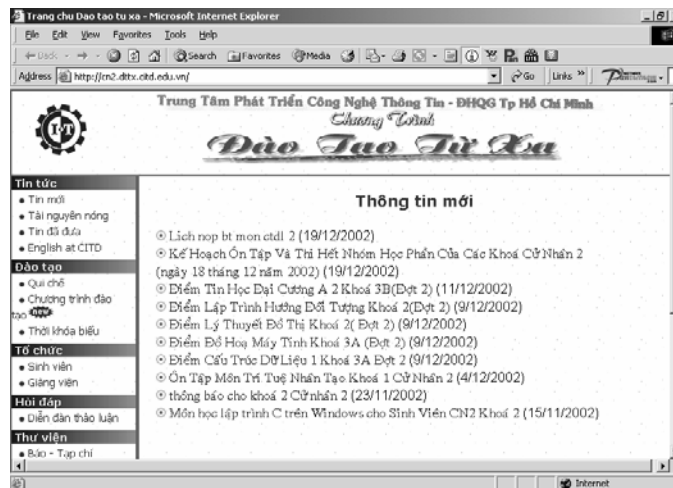 Trang chu Dao tao tu xa - Microsoft Internet Explorer
File Edit View Favorites Tools Help
Back Search Favorites Media
Address http://cn2.dttx.citd.edu.vn/ Go Links
Trung Tâm Phát Triển Công Nghệ Thông Tin - ĐHQG Tp Hồ Chí Minh
Chương Trình
Đào Tạo Từ Xa
Tin tức
Tin mới
Tài nguyên nóng
Tin đã đưa
English at CITD
Đào tạo
Qui chế
Chương trình đào
tạo new
Thời khóa biểu
Tổ chức
Sinh viên
Giảng viên
Hỏi đáp
Diễn đàn thảo luận
Thư viện
Báo - Tạp chí
Thông tin mới
Lich nop bt mon ctdl 2 (19/12/2002)
Kế Hoạch Ôn Tập Và Thi Hết Nhóm Học Phần Của Các Khoá Cử Nhân 2
(ngày 18 tháng 12 năm 2002) (19/12/2002)
Điểm Tin Học Đại Cương A 2 Khoá 3B(Đợt 2) (11/12/2002)
Điểm Lập Trình Hướng Đối Tượng Khoá 2(Đợt 2) (9/12/2002)
Điểm Lý Thuyết Đồ Thị Khoá 2( Đợt 2) (9/12/2002)
Điểm Đồ Hoạ Máy Tính Khoá 3A (Đợt 2) (9/12/2002)
Điểm Cấu Trúc Dữ Liệu 1 Khoá 3A Đợt 2 (9/12/2002)
Ôn Tập Môn Trí Tuệ Nhân Tạo Khoá 1 Cử Nhân 2 (4/12/2002)
thông báo cho khoá 2 Cử nhân 2 (23/11/2002)
Môn học lập trình C trên Windows cho Sinh Viên CN2 Khoá 2 (15/11/2002)
Internet